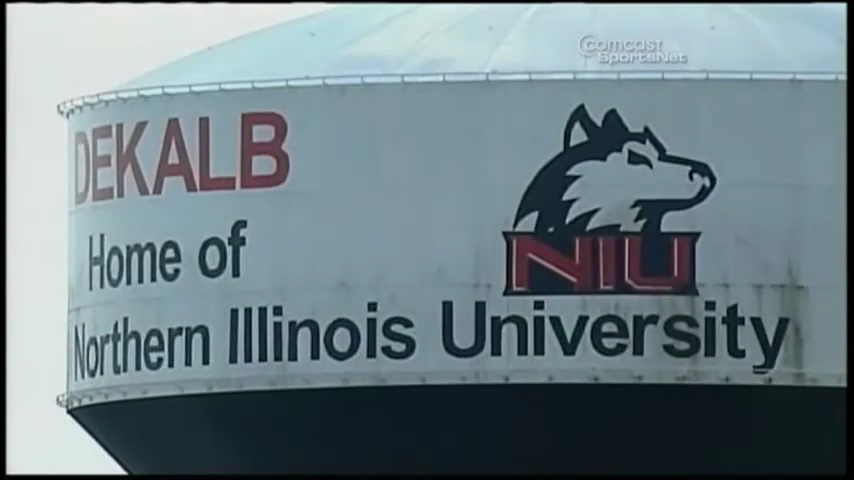 Comcast
SportsNet
DEKALB
Home of
NIU
Northern Illinois University